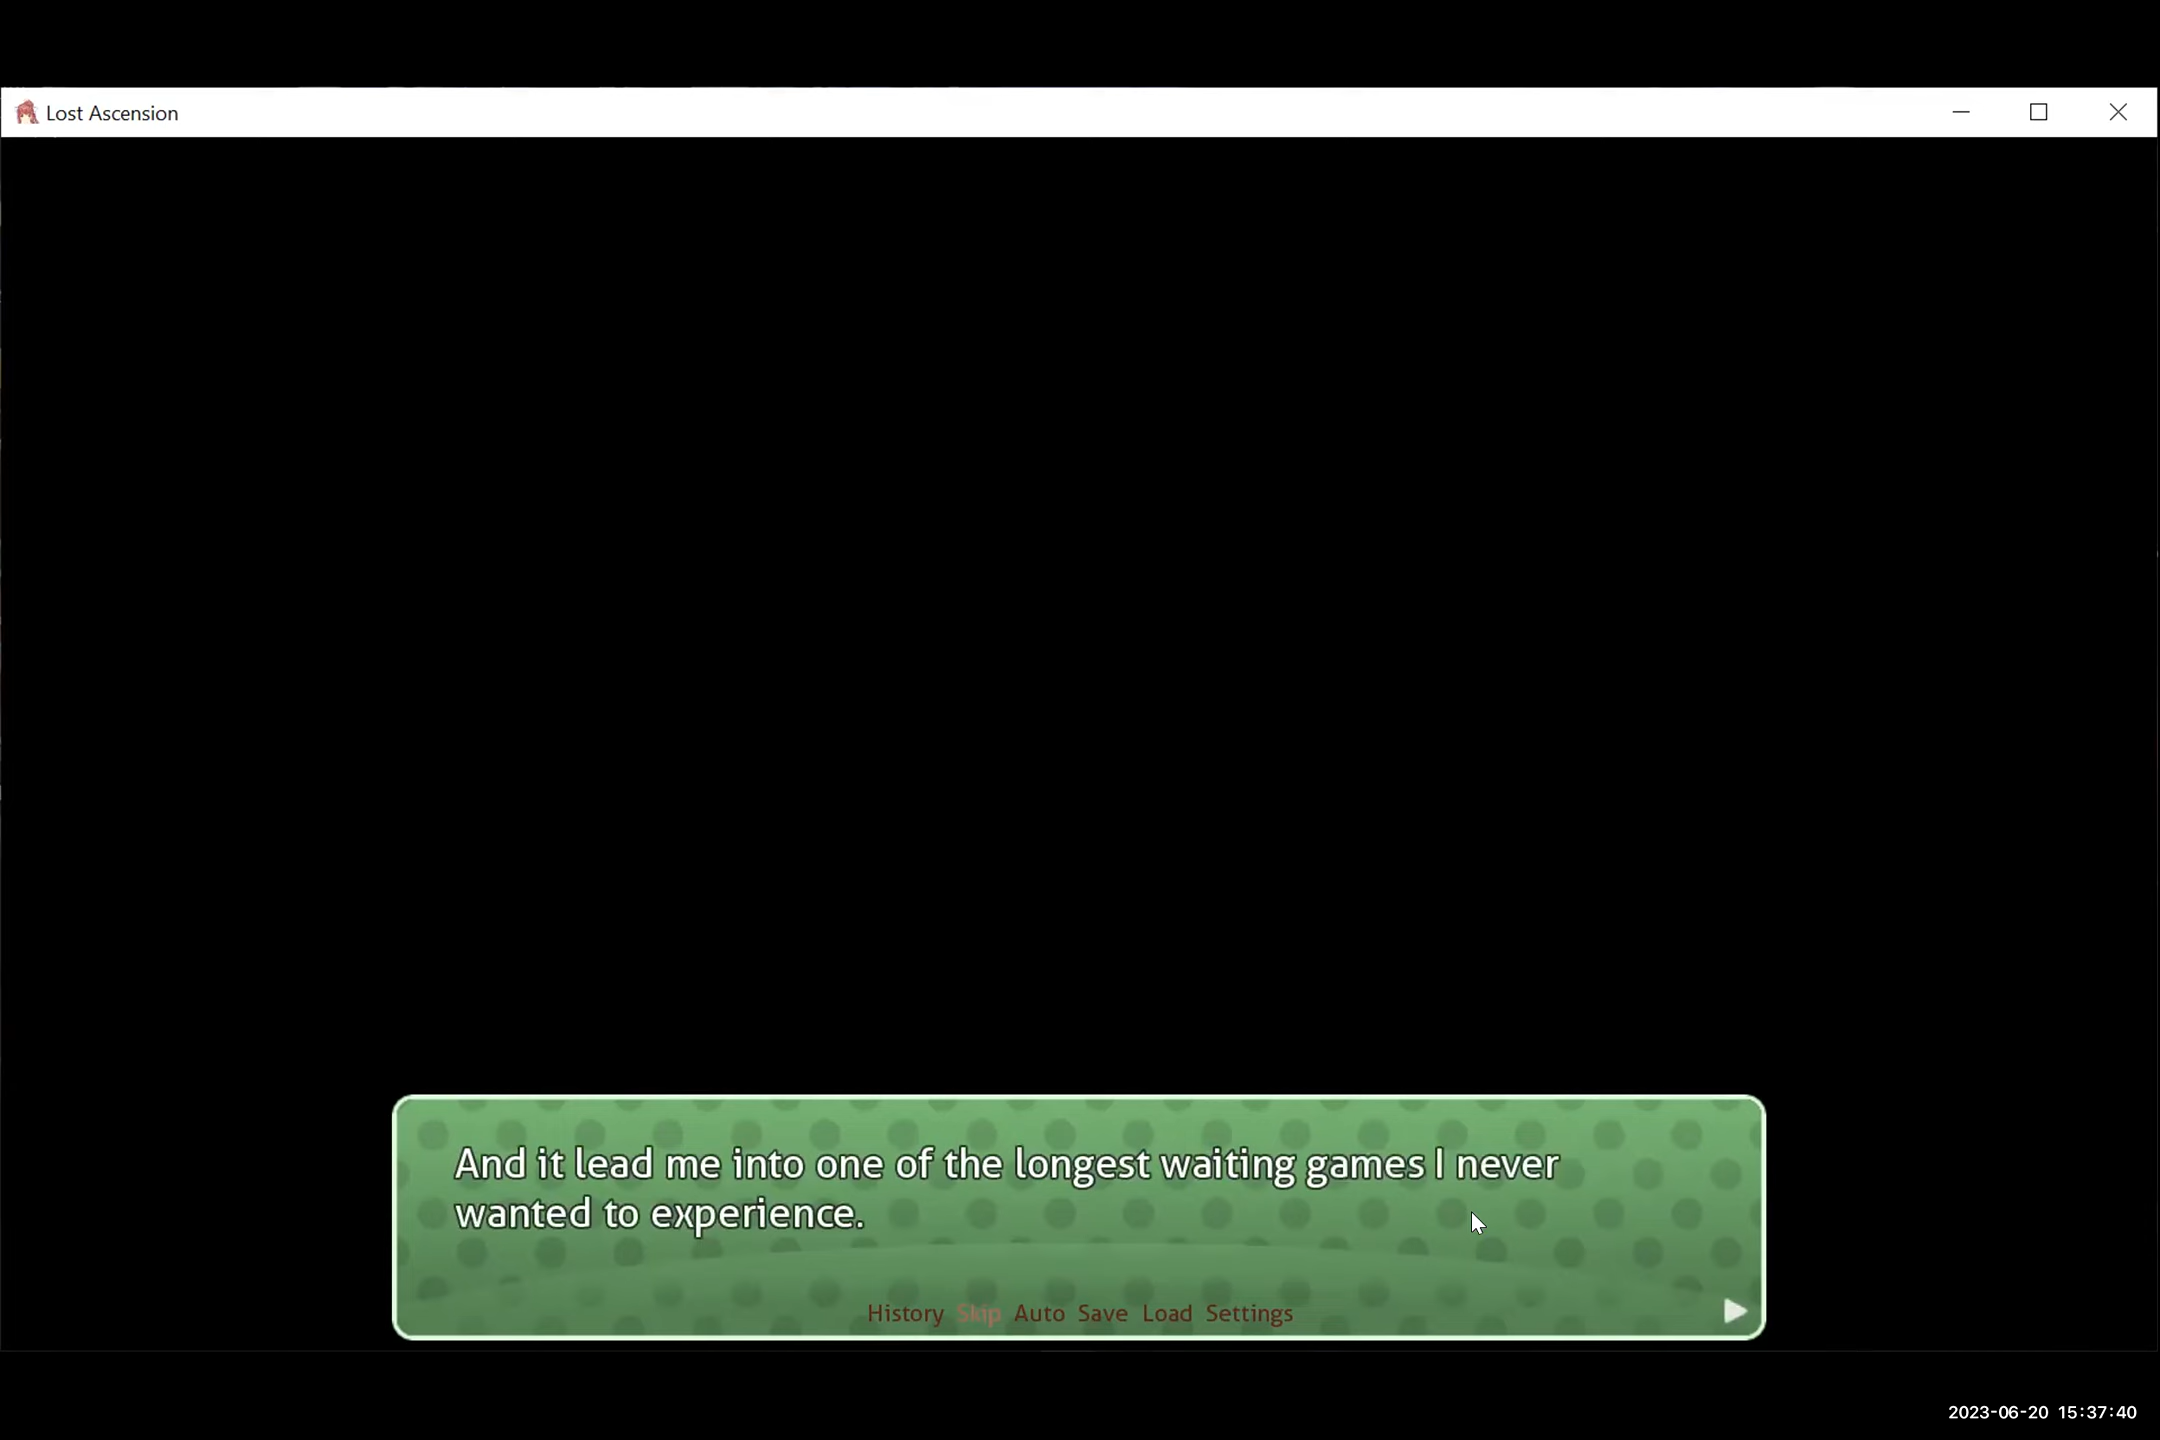 Lost Ascension
And it lead me into one of the longest waiting games I never
wanted to experience.
History Skip Auto Save Load Settings
2023-06-20 15:37:40